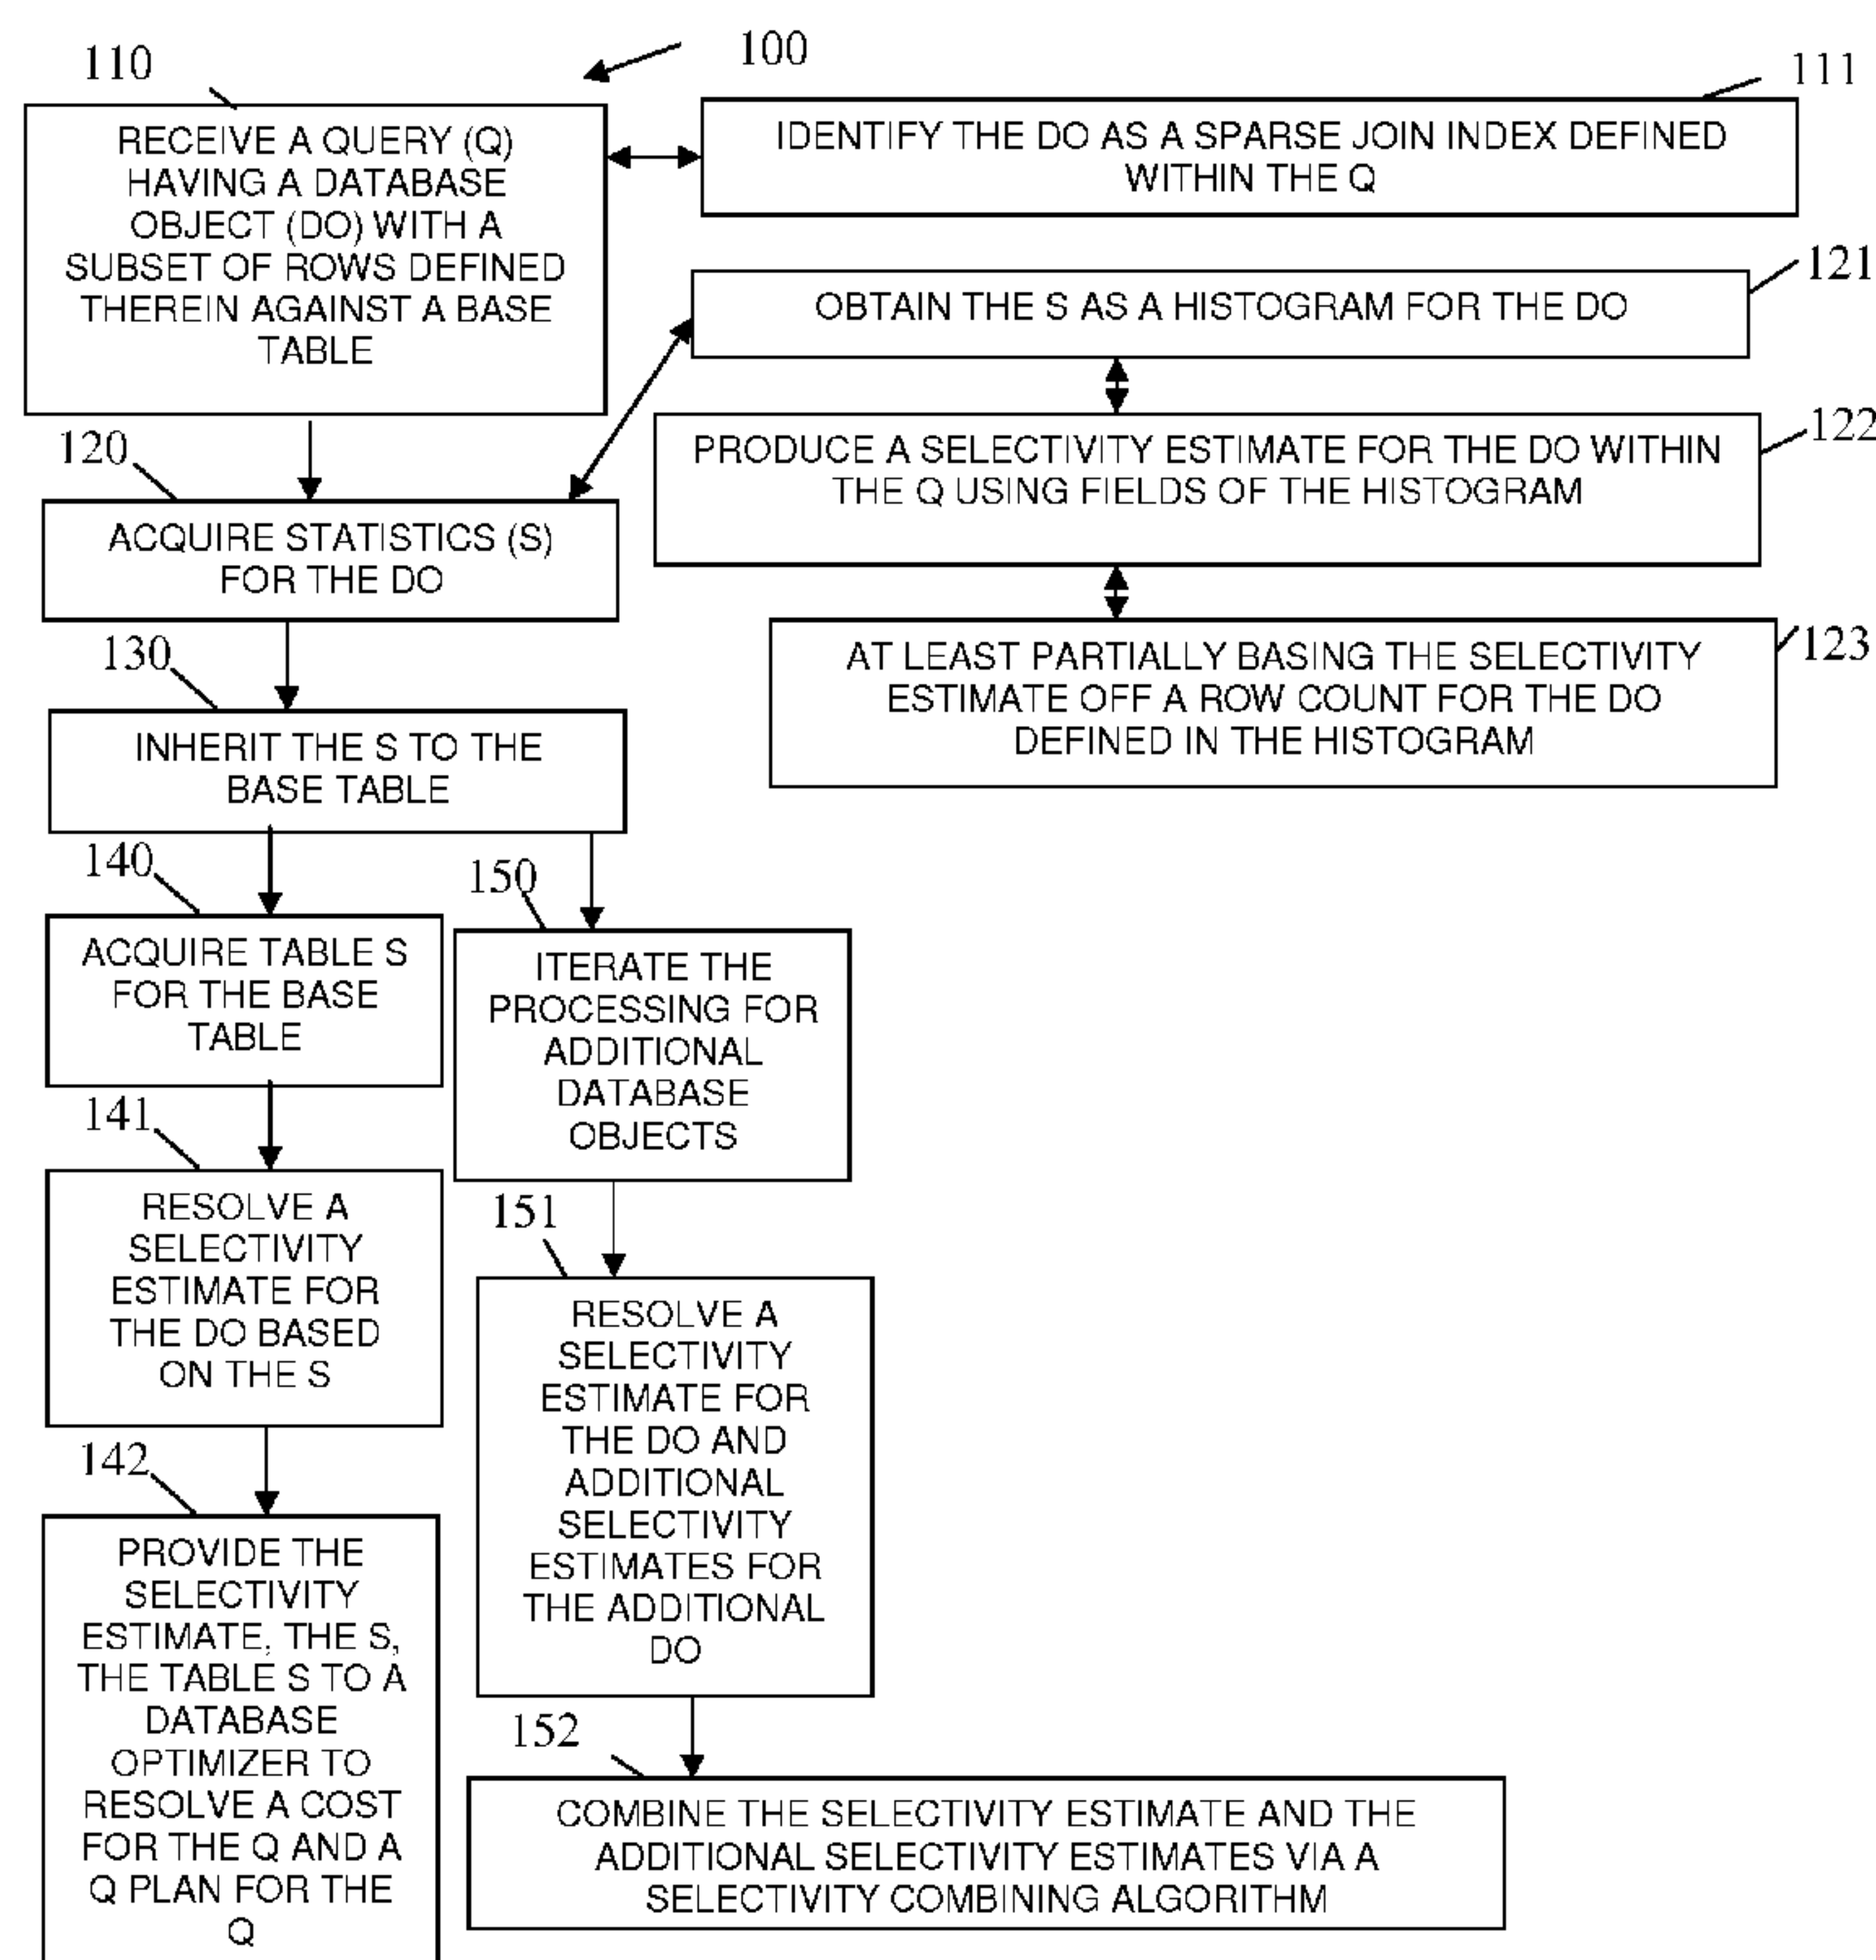 100
110
RECEIVE A QUERY (Q)
HAVING A DATABASE
OBJECT (DO) WITH A
SUBSET OF ROWS DEFINED
THEREIN AGAINST A BASE
TABLE
111
IDENTIFY THE DO AS A SPARSE JOIN INDEX DEFINED
WITHIN THE Q
121
OBTAIN THE S AS A HISTOGRAM FOR THE DO
122
PRODUCE A SELECTIVITY ESTIMATE FOR THE DO WITHIN
THE Q USING FIELDS OF THE HISTOGRAM
123
AT LEAST PARTIALLY BASING THE SELECTIVITY
ESTIMATE OFF A ROW COUNT FOR THE DO
DEFINED IN THE HISTOGRAM
120
ACQUIRE STATISTICS (S)
FOR THE DO
130
INHERIT THE S TO THE
BASE TABLE
140
ACQUIRE TABLE S
FOR THE BASE
TABLE
141
RESOLVE A
SELECTIVITY
ESTIMATE FOR
THE DO BASED
ON THE S
142
PROVIDE THE
SELECTIVITY
ESTIMATE, THE S,
THE TABLE S TO A
DATABASE
OPTIMIZER TO
RESOLVE A COST
FOR THE Q AND A
Q PLAN FOR THE
Q
150
ITERATE THE
PROCESSING FOR
ADDITIONAL
DATABASE
OBJECTS
151
RESOLVE A
SELECTIVITY
ESTIMATE FOR
THE DO AND
ADDITIONAL
SELECTIVITY
ESTIMATES FOR
THE ADDITIONAL
DO
152
COMBINE THE SELECTIVITY ESTIMATE AND THE
ADDITIONAL SELECTIVITY ESTIMATES VIA A
SELECTIVITY COMBINING ALGORITHM